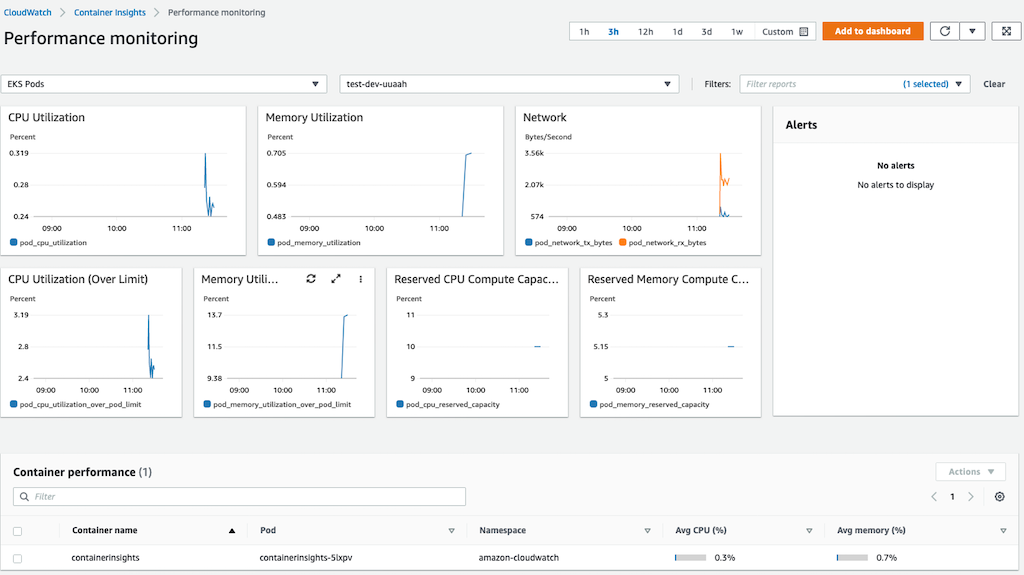 CloudWatch > Container Insights > Performance monitoring
Performance monitoring
1h 3h 12h 1d 3d 1w Custom
Add to dashboard
EKS Pods
test-dev-uuaah
Filters:
Filter reports (1 selected)
Clear
CPU Utilization
Percent
0.319
0.28
0.24
09:00 10:00 11:00
pod_cpu_utilization
Memory Utilization
Percent
0.705
0.594
0.483
09:00 10:00 11:00
pod_memory_utilization
Network
Bytes/Second
3.56k
2.07k
574
09:00 10:00 11:00
pod_network_tx_bytes pod_network_rx_bytes
Alerts
No alerts
No alerts to display
CPU Utilization (Over Limit)
Percent
3.19
2.8
2.4
09:00 10:00 11:00
pod_cpu_utilization_over_pod_limit
Memory Utili...
Percent
13.7
11.5
9.38
09:00 10:00 11:00
pod_memory_utilization_over_pod_limit
Reserved CPU Compute Capac...
Percent
11
10
9
09:00 10:00 11:00
pod_cpu_reserved_capacity
Reserved Memory Compute C...
Percent
5.3
5.15
5
09:00 10:00 11:00
pod_memory_reserved_capacity
Container performance (1)
Actions
Filter
1
Container name Pod Namespace Avg CPU (%) Avg memory (%)
containerinsights containerinsights-5lxpv amazon-cloudwatch 0.3% 0.7%